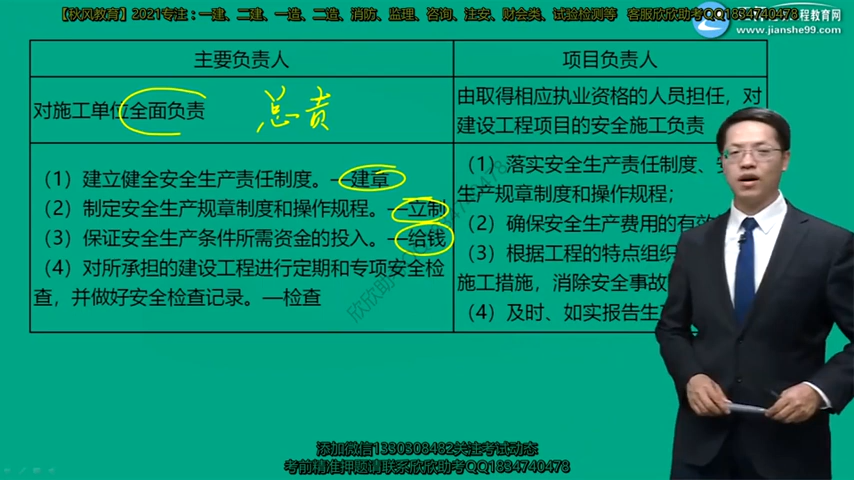 【秋风教育】2021专注：一建、二建、一造、二造、消防、监理、咨询、注安、财会类、试验检测等 客服欣欣助考QQ1834740478
程教育网
www.jianshe99.com
主要负责人
项目负责人
对施工单位全面负责
总责
由取得相应执业资格的人员担任，对
建设工程项目的安全施工负责
（1）建立健全安全生产责任制度。—建章
（2）制定安全生产规章制度和操作规程。—立制
（3）保证安全生产条件所需资金的投入。—给钱
（4）对所承担的建设工程进行定期和专项安全检
查，并做好安全检查记录。—检查
（1）落实安全生产责任制度、
生产规章制度和操作规程；
（2）确保安全生产费用的有效
（3）根据工程的特点组织
施工措施，消除安全事故
（4）及时、如实报告生
添加微信1330308482关注考试动态
考前精准押题请联系欣欣助考QQ1834740478